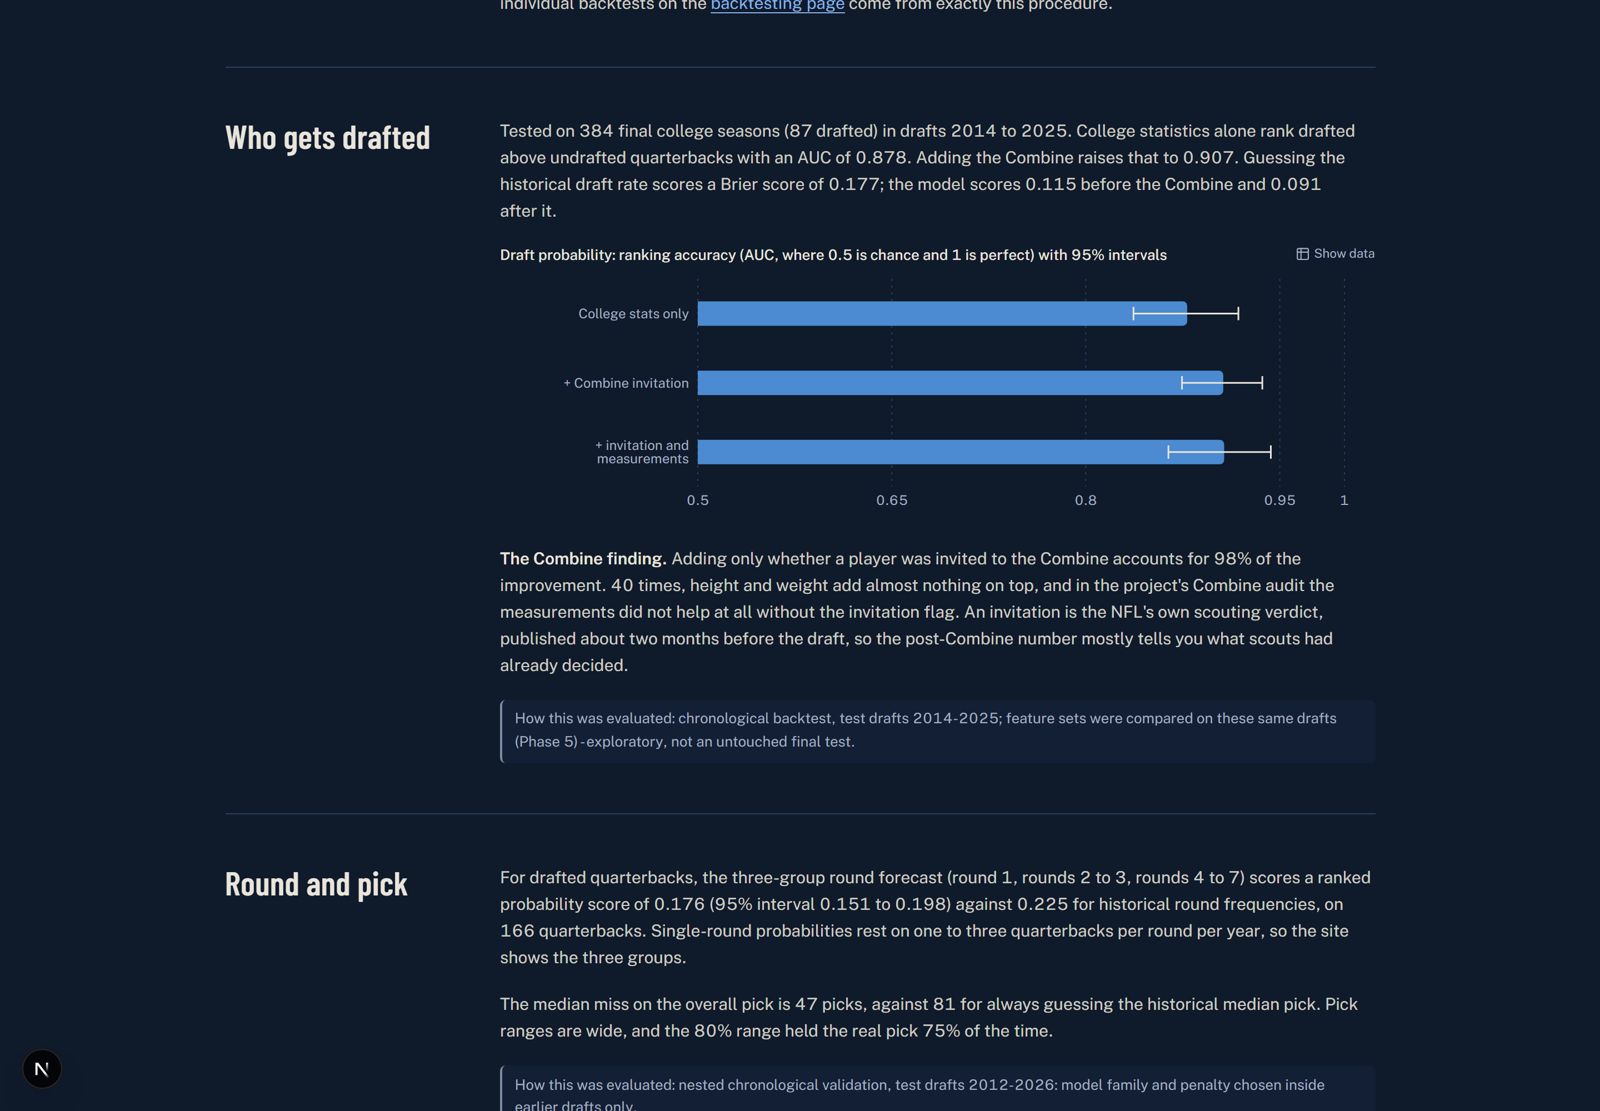 individual backtests on the backtesting page come from exactly this procedure.
Who gets drafted
Tested on 384 final college seasons (87 drafted) in drafts 2014 to 2025. College statistics alone rank drafted
above undrafted quarterbacks with an AUC of 0.878. Adding the Combine raises that to 0.907. Guessing the
historical draft rate scores a Brier score of 0.177; the model scores 0.115 before the Combine and 0.091
after it.
Draft probability: ranking accuracy (AUC, where 0.5 is chance and 1 is perfect) with 95% intervals
Show data
College stats only
+ Combine invitation
+ invitation and
measurements
0.5 0.65 0.8 0.95 1
The Combine finding. Adding only whether a player was invited to the Combine accounts for 98% of the
improvement. 40 times, height and weight add almost nothing on top, and in the project's Combine audit the
measurements did not help at all without the invitation flag. An invitation is the NFL's own scouting verdict,
published about two months before the draft, so the post-Combine number mostly tells you what scouts had
already decided.
How this was evaluated: chronological backtest, test drafts 2014-2025; feature sets were compared on these same drafts
(Phase 5) - exploratory, not an untouched final test.
Round and pick
For drafted quarterbacks, the three-group round forecast (round 1, rounds 2 to 3, rounds 4 to 7) scores a ranked
probability score of 0.176 (95% interval 0.151 to 0.198) against 0.225 for historical round frequencies, on
166 quarterbacks. Single-round probabilities rest on one to three quarterbacks per round per year, so the site
shows the three groups.
The median miss on the overall pick is 47 picks, against 81 for always guessing the historical median pick. Pick
ranges are wide, and the 80% range held the real pick 75% of the time.
N
How this was evaluated: nested chronological validation, test drafts 2012-2026: model family and penalty chosen inside
earlier drafts only.